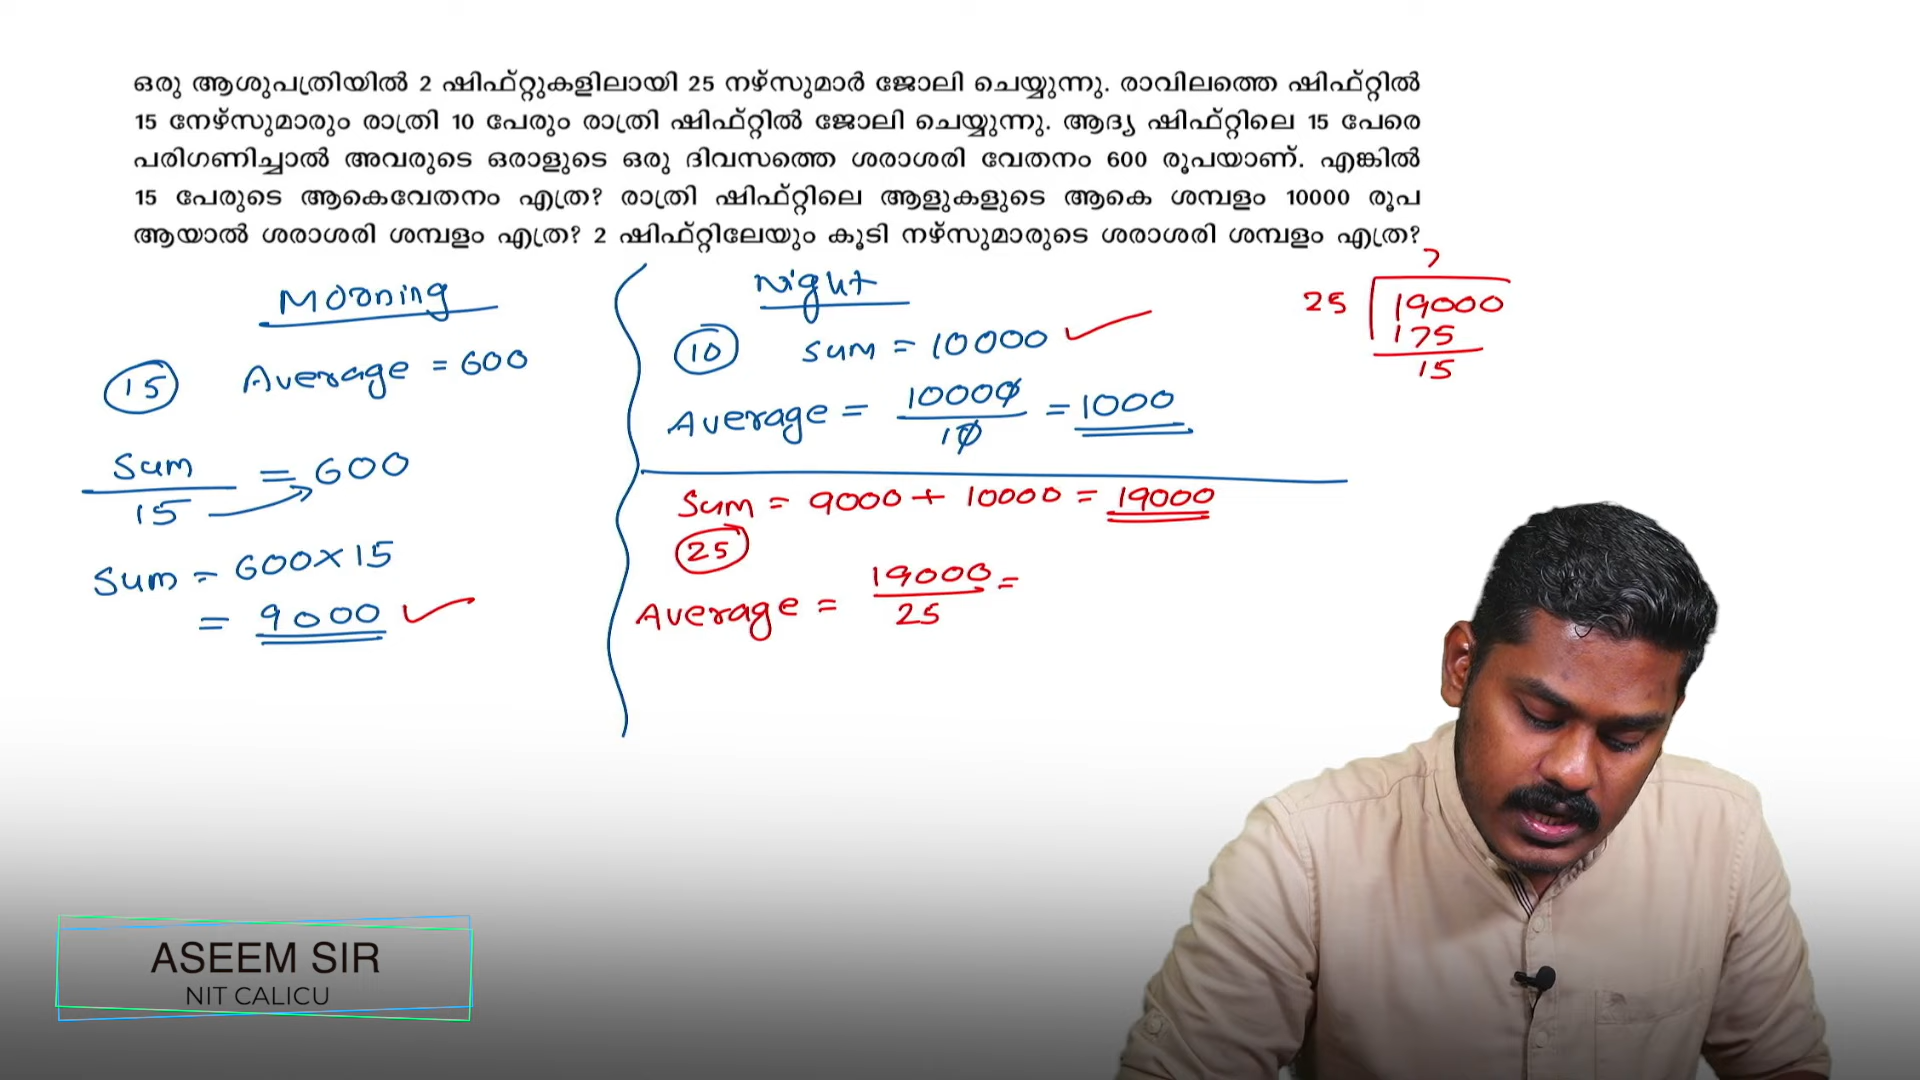 ഒരു ആശുപത്രിയിൽ 2 ഷിഫ്റ്റുകളിലായി 25 നഴ്സുമാർ ജോലി ചെയ്യുന്നു. രാവിലത്തെ ഷിഫ്റ്റിൽ
15 നേഴ്സുമാരും രാത്രി 10 പേരും രാത്രി ഷിഫ്റ്റിൽ ജോലി ചെയ്യുന്നു. ആദ്യ ഷിഫ്റ്റിലെ 15 പേരെ
പരിഗണിച്ചാൽ അവരുടെ ഒരാളുടെ ഒരു ദിവസത്തെ ശരാശരി വേതനം 600 രൂപയാണ്. എങ്കിൽ
15 പേരുടെ ആകെവേതനം എത്ര? രാത്രി ഷിഫ്റ്റിലെ ആളുകളുടെ ആകെ ശമ്പളം 10000 രൂപ
ആയാൽ ശരാശരി ശമ്പളം എത്ര? 2 ഷിഫ്റ്റിലേയും കൂടി നഴ്സുമാരുടെ ശരാശരി ശമ്പളം എത്ര?
Morning
15 Average = 600
Sum
15
= 600
Sum = 600 × 15
= 9000
Night
10 Sum = 10000
Average = 10000
10
= 1000
Sum = 9000 + 10000 = 19000
25
Average = 19000
25
=
7
25 19000
175
15
ASEEM SIR
NIT CALICU